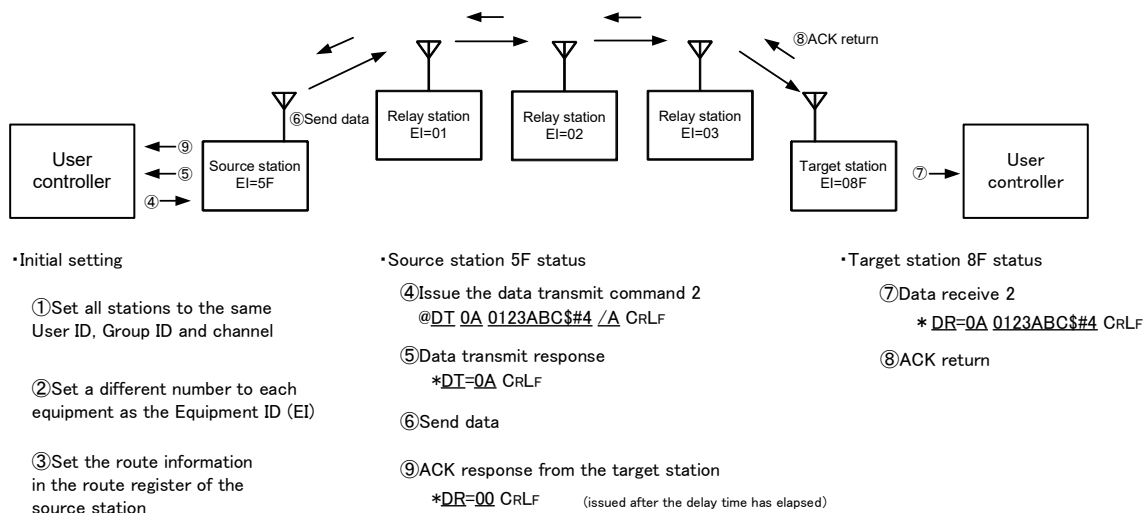 ⑧ACK return
⑥Send data
Relay station
EI=01
Relay station
EI=02
Relay station
EI=03
User
controller
⑨
⑤
④
Source station
EI=5F
Target station
EI=08F
⑦
User
controller
・Initial setting
①Set all stations to the same
User ID, Group ID and channel
②Set a different number to each
equipment as the Equipment ID (EI)
③Set the route information
in the route register of the
source station
・Source station 5F status
④Issue the data transmit command 2
@DT 0A 0123ABC$#4 /A CRLF
⑤Data transmit response
*DT=0A CRLF
⑥Send data
⑨ACK response from the target station
*DR=00 CRLF (issued after the delay time has elapsed)
・Target station 8F status
⑦Data receive 2
* DR=0A 0123ABC$#4 CRLF
⑧ACK return